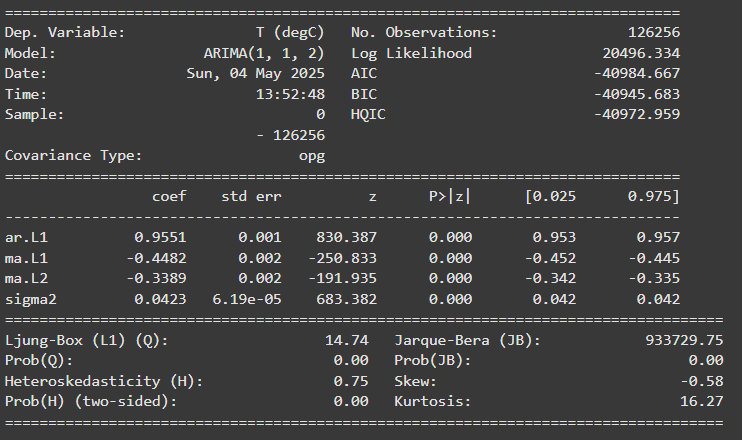 ==============================================================================
Dep. Variable:               T (degC)   No. Observations:               126256
Model:                 ARIMA(1, 1, 2)   Log Likelihood               20496.334
Date:                Sun, 04 May 2025   AIC                         -40984.667
Time:                        13:52:48   BIC                         -40945.683
Sample:                             0   HQIC                        -40972.959
                             - 126256
Covariance Type:                  opg
==============================================================================
                 coef    std err          z      P>|z|      [0.025      0.975]
------------------------------------------------------------------------------
ar.L1          0.9551      0.001    830.387      0.000       0.953       0.957
ma.L1         -0.4482      0.002   -250.833      0.000      -0.452      -0.445
ma.L2         -0.3389      0.002   -191.935      0.000      -0.342      -0.335
sigma2         0.0423   6.19e-05    683.382      0.000       0.042       0.042
===================================================================================
Ljung-Box (L1) (Q):                  14.74   Jarque-Bera (JB):            933729.75
Prob(Q):                              0.00   Prob(JB):                         0.00
Heteroskedasticity (H):               0.75   Skew:                            -0.58
Prob(H) (two-sided):                  0.00   Kurtosis:                        16.27
===================================================================================